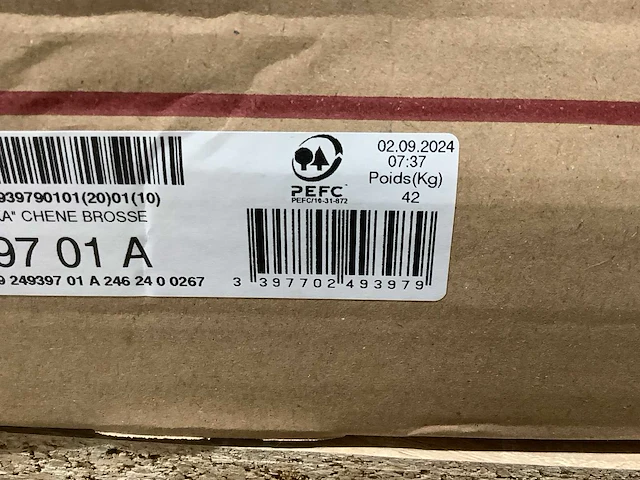 02.09.2024
07:37
Poids(Kg)
42
PEFC
PEFC/10-31-872
939790101(20)01(10)
A" CHENE BROSSE
97 01 A
9 249397 01 A 246 24 0 0267
3 397702 493979